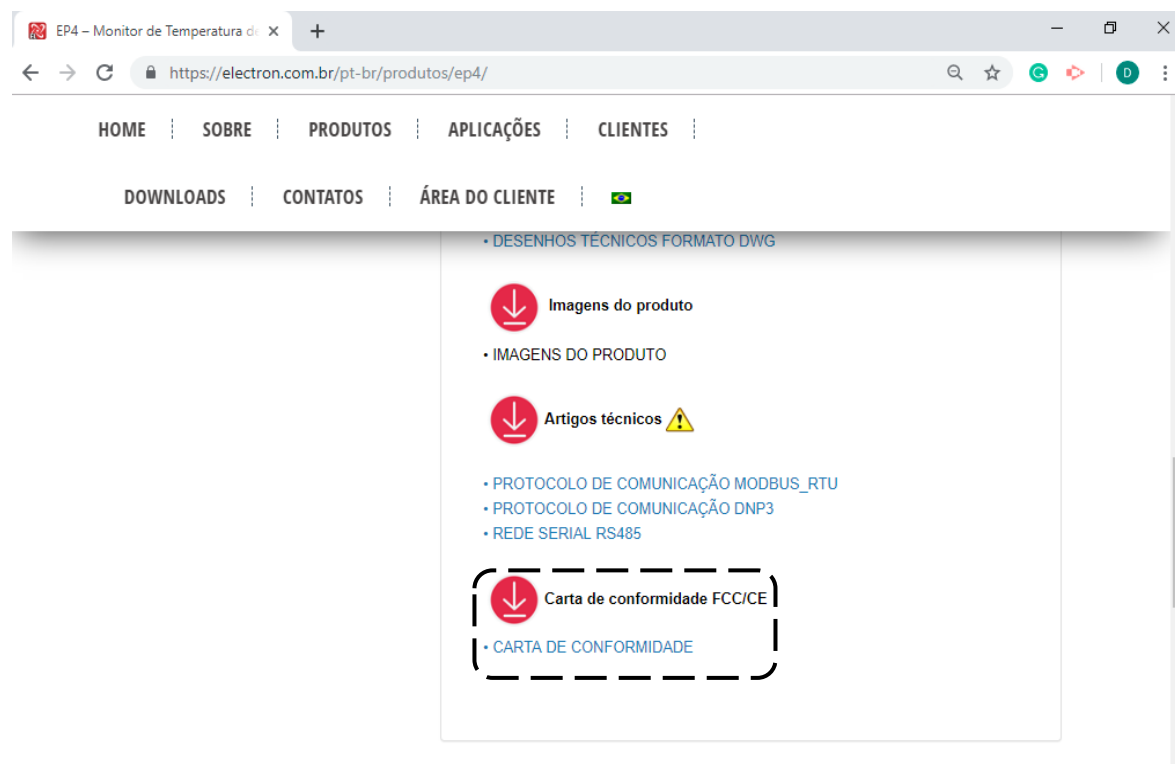 EP4 – Monitor de Temperatura de
https://electron.com.br/pt-br/produtos/ep4/
G
D
HOME SOBRE PRODUTOS APLICAÇÕES CLIENTES
DOWNLOADS CONTATOS ÁREA DO CLIENTE
• DESENHOS TÉCNICOS FORMATO DWG
Imagens do produto
• IMAGENS DO PRODUTO
Artigos técnicos
• PROTOCOLO DE COMUNICAÇÃO MODBUS_RTU
• PROTOCOLO DE COMUNICAÇÃO DNP3
• REDE SERIAL RS485
Carta de conformidade FCC/CE
• CARTA DE CONFORMIDADE